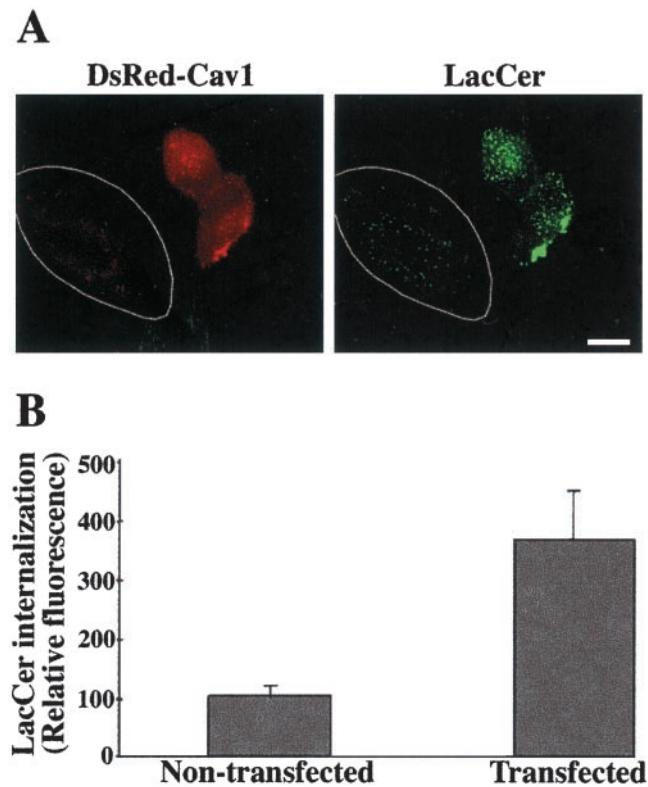 A
DsRed-Cav1 LacCer
B
LacCer internalization
(Relative fluorescence)
500
400
300
200
100
0
Non-transfected Transfected